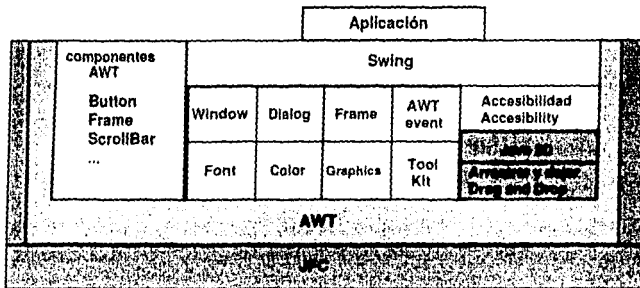 Aplicación
componentes
AWT
Button
Frame
ScrollBar
...
Swing
Window
Dialog
Frame
AWT
event
Accesibilidad
Accesibility
Font
Color
Graphics
Tool
Kit
Java 2D
Arrastrar y dejar
Drag and Drop
AWT
JFC